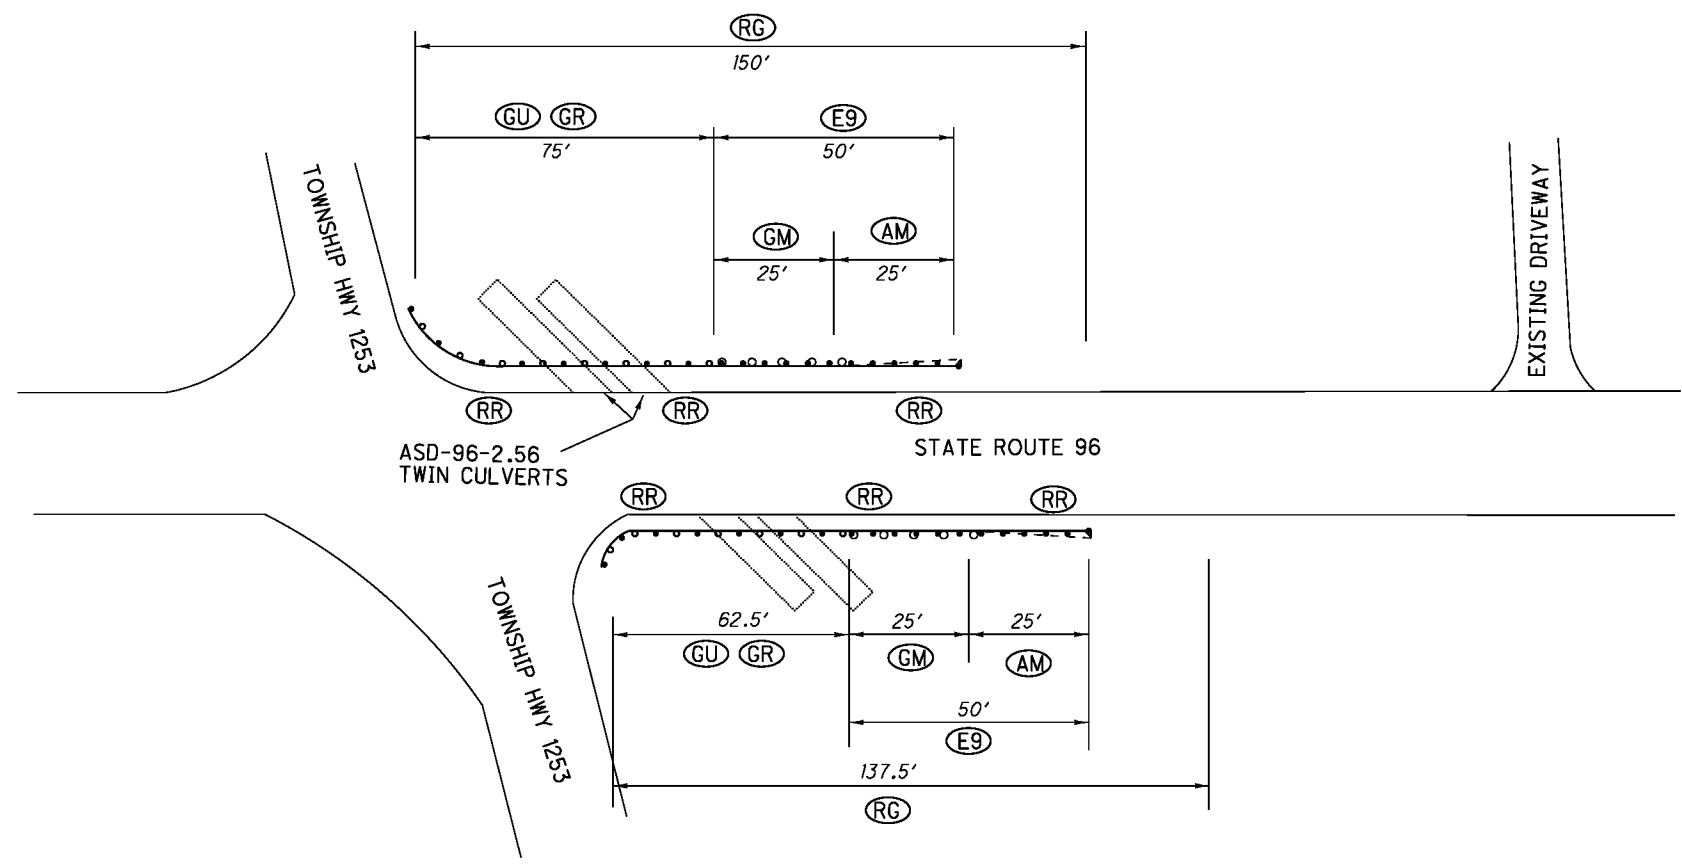 RG
150'
GU GR
75'
E9
50'
GM
25'
AM
25'
TOWNSHIP HWY 1253
EXISTING DRIVEWAY
RR
RR
RR
ASD-96-2.56
TWIN CULVERTS
STATE ROUTE 96
RR
RR
RR
TOWNSHIP HWY 1253
62.5'
GU GR
25'
GM
25'
AM
50'
E9
137.5'
RG